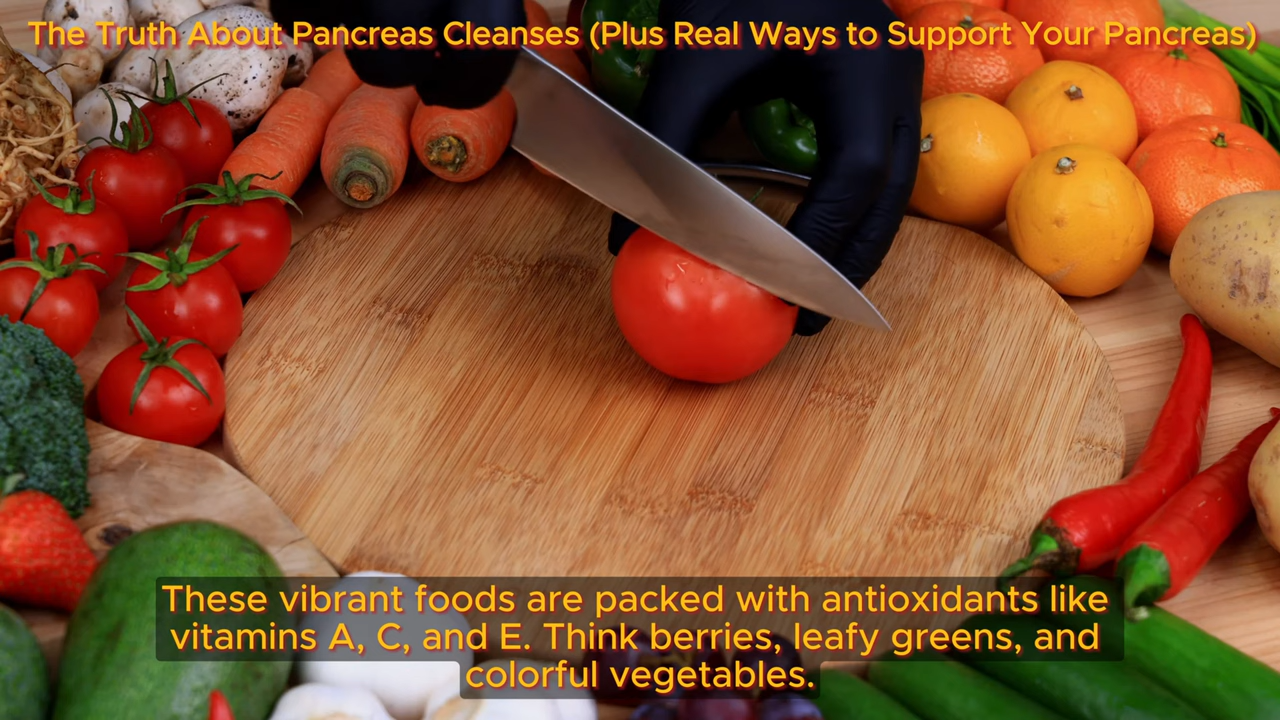 The Truth About Pancreas Cleanses (Plus Real Ways to Support Your Pancreas)
These vibrant foods are packed with antioxidants like
vitamins A, C, and E. Think berries, leafy greens, and
colorful vegetables.